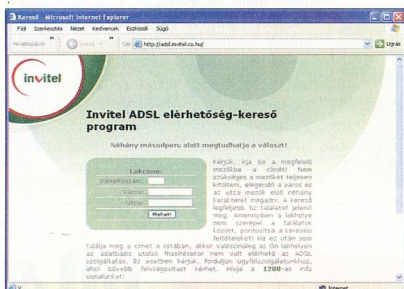 Kereső - Microsoft Internet Explorer
Fájl Szerkesztés Nézet Kedvencek Eszközök Súgó
Cím http://adsl.invitel.co.hu/ Ugrás
invitel
Invitel ADSL elérhetőség-kereső
program
Néhány másodperc alatt megtudhatja a választ!
Lakcíme:
Irányítószám:
Város:
Utca:
Mehet!
Kérjük, írja be a megfelelő
mezőkbe a címét! Nem
szükséges a mezőket teljesen
kitölteni, elegendő a város és
az utca mezők első néhány
karakterét megadni. A kereső
legfeljebb tíz találatot jelenít
meg. Amennyiben a lakhelye
nem szerepel a találatok
között, pontosítsa a keresési
feltételeket! Ha ez után sem
találja meg a címet a listában, akkor valószínűleg az Ön lakhelyén
az adatbázis utolsó frissítésekor nem volt elérhető az ADSL
szolgáltatás. Ez esetben kérjük, forduljon ügyfélszolgálatunkhoz,
ahol bővebb felvilágosítást kérhet. Hívja a 1288-as info
vonalunkat!
Internet